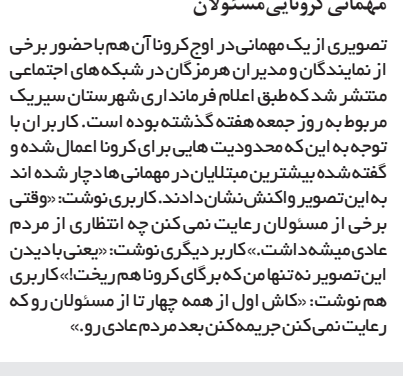 مهمانی کرونایی مسئولان
تصویری از یک مهمانی در اوج کرونا آن هم با حضور برخی
از نمایندگان و مدیران هرمزگان در شبکه های اجتماعی
منتشر شد که طبق اعلام فرمانداری شهرستان سیریک
مربوط به روز جمعه هفته گذشته بوده است. کاربران با
توجه به این که محدودیت هایی برای کرونا اعمال شده و
گفته شده بیشترین مبتلایان در مهمانی ها دچار شده اند
به این تصویر واکنش نشان دادند. کاربری نوشت: «وقتی
برخی از مسئولان رعایت نمی کنن چه انتظاری از مردم
عادی میشه داشت.» کاربر دیگری نوشت: «یعنی با دیدن
این تصویر نه تنها من که برگای کرونا هم ریخت!» کاربری
هم نوشت: «کاش اول از همه چهار تا از مسئولان رو که
رعایت نمی کنن جریمه کنن بعد مردم عادی رو.»